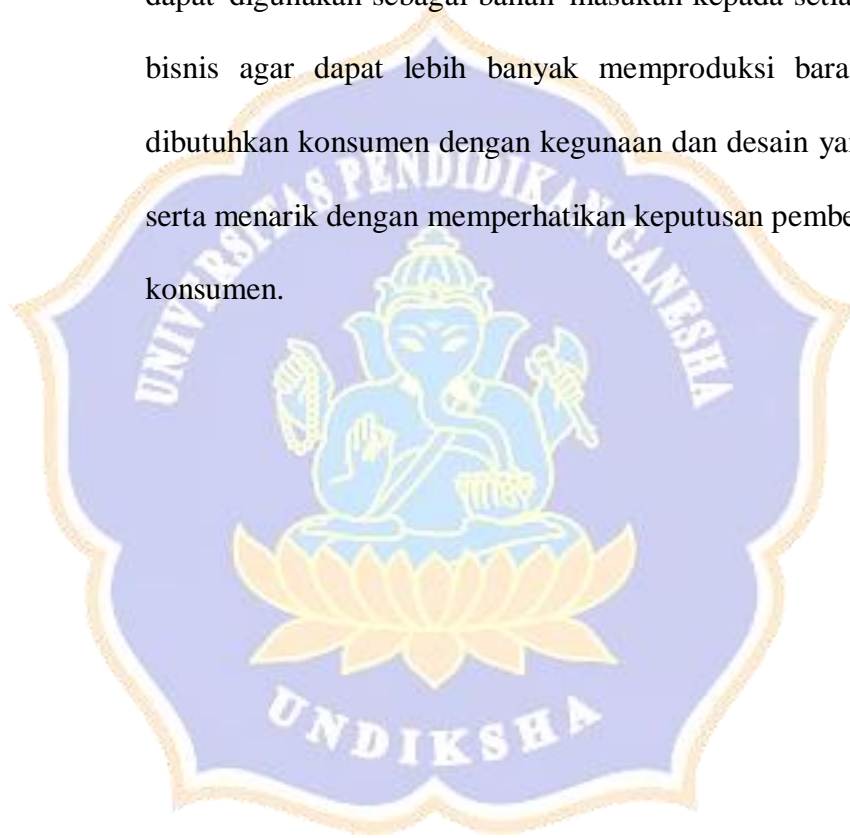 dapat digunakan sebagai bahan masukan kepada
bisnis agar dapat lebih banyak memproduksi
dibutuhkan konsumen dengan kegunaan dan desain
serta menarik dengan memperhatikan keputusan
konsumen.
UNIVERSITAS PENDIDIKAN GANESHA
UNDIKSHA